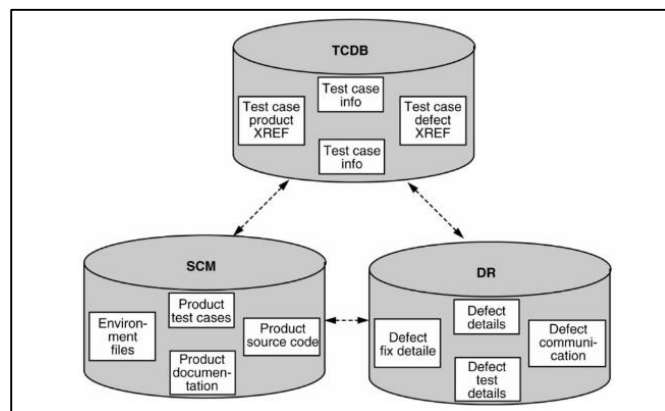 TCDB
Test case
info
Test case
product
XREF
Test case
defect
XREF
Test case
info
SCM
Product
test cases
Environ-
ment
files
Product
source code
Product
documen-
tation
DR
Defect
details
Defect
fix detaile
Defect
communi-
cation
Defect
test
details